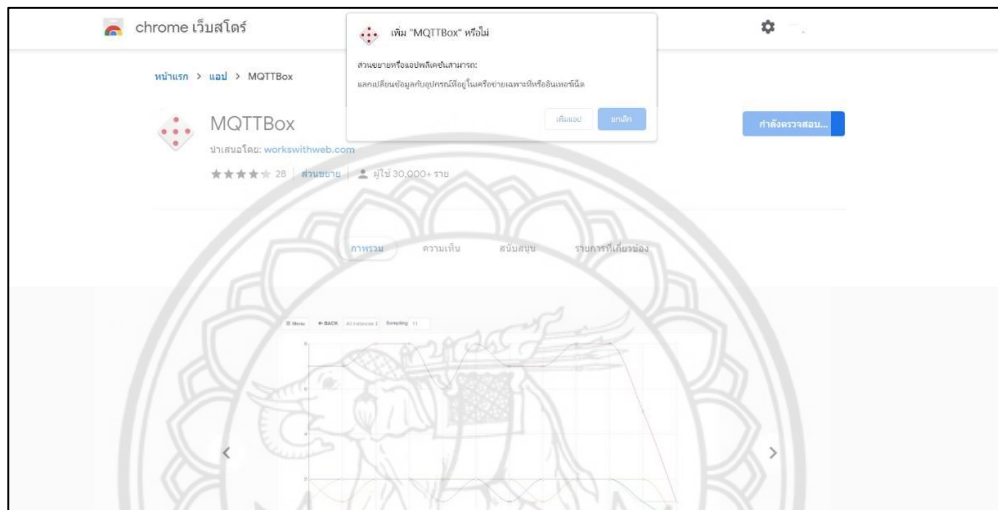 chrome เว็บสโตร์
เพิ่ม "MQTTBox" หรือไม่
ส่วนขยายหรือแอปพลิเคชันสามารถ:
แลกเปลี่ยนข้อมูลกับอุปกรณ์ที่อยู่ในเครือข่ายเฉพาะที่หรืออินเทอร์เน็ต
เพิ่มแอป
ยกเลิก
หน้าแรก > แอป > MQTTBox
MQTTBox
กำลังตรวจสอบ...
นำเสนอโดย: workswithweb.com
28 | ส่วนขยาย | ผู้ใช้ 30,000+ ราย
ภาพรวม
ความเห็น
สนับสนุน
รายการที่เกี่ยวข้อง
Menu
BACK
All Instances
Sampling